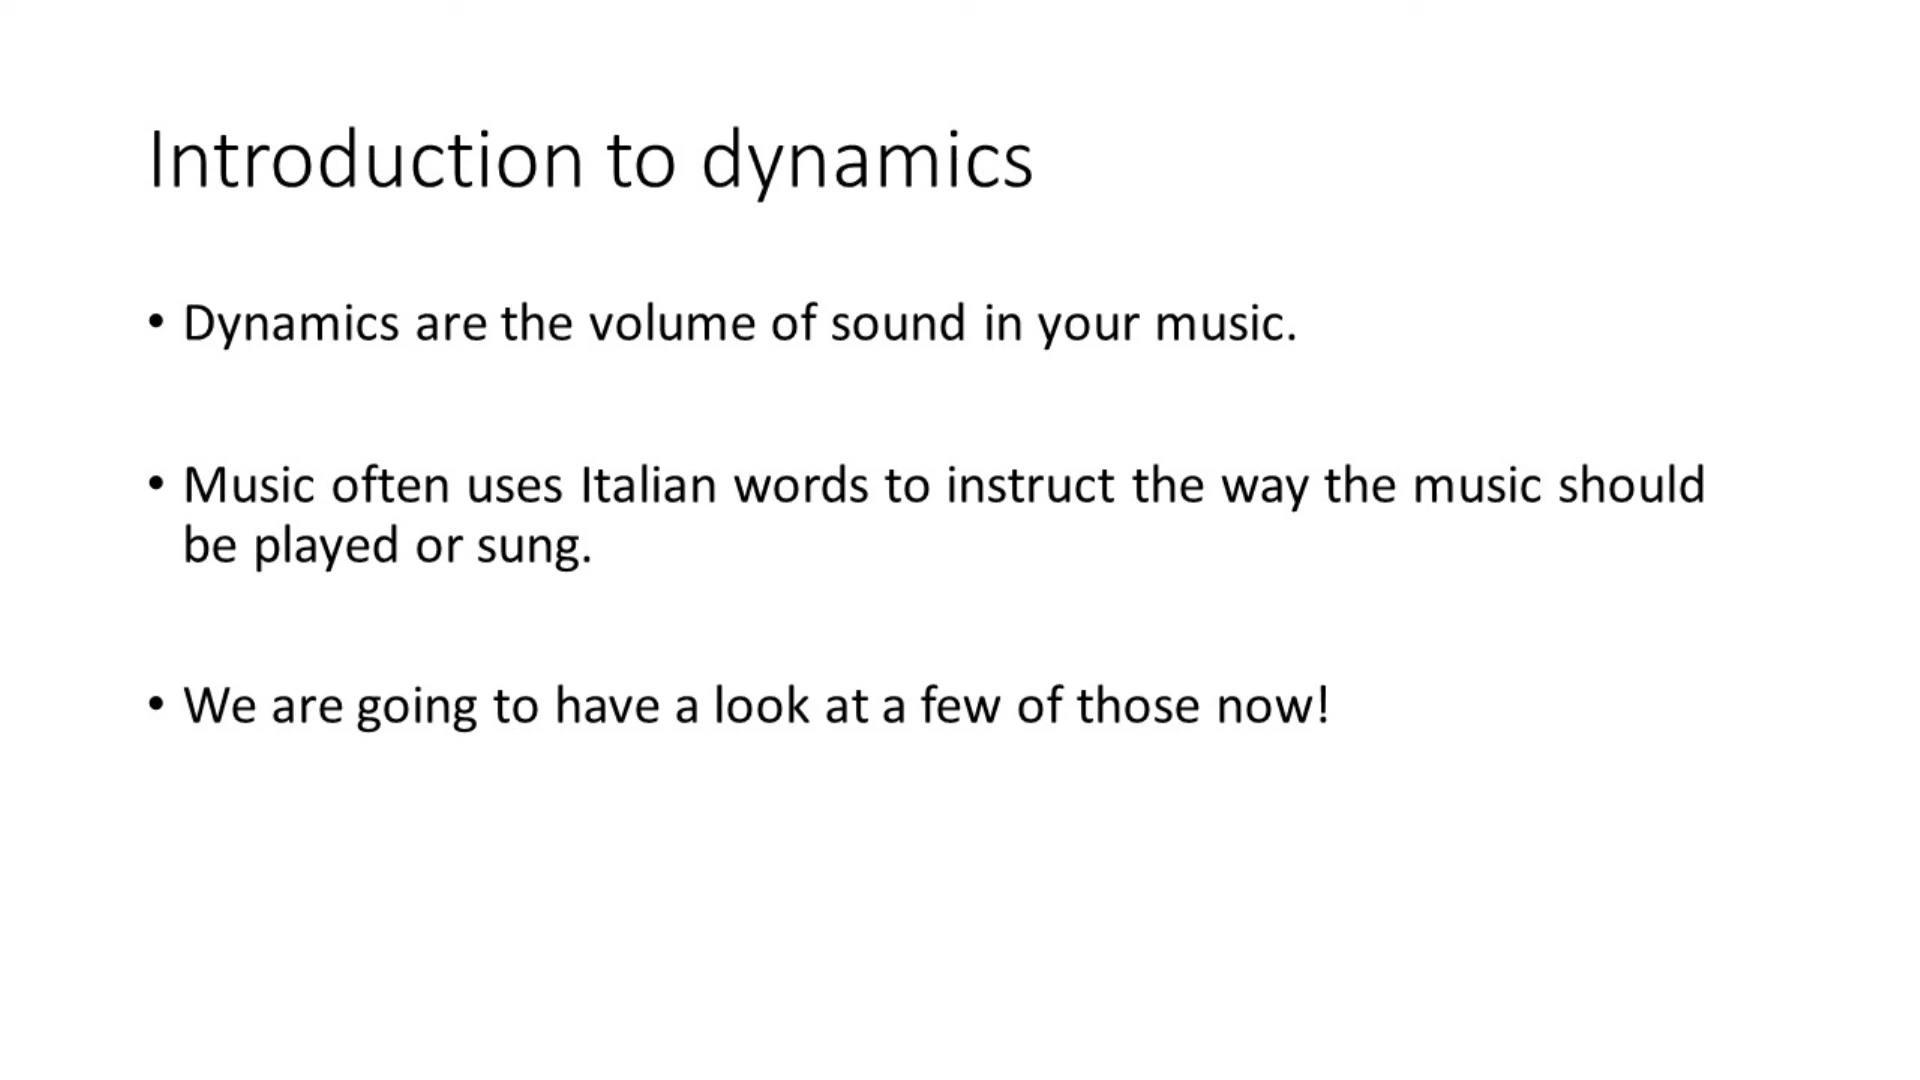 Introduction to dynamics
• Dynamics are the volume of sound in your music.
• Music often uses Italian words to instruct the way the music should
be played or sung.
• We are going to have a look at a few of those now!